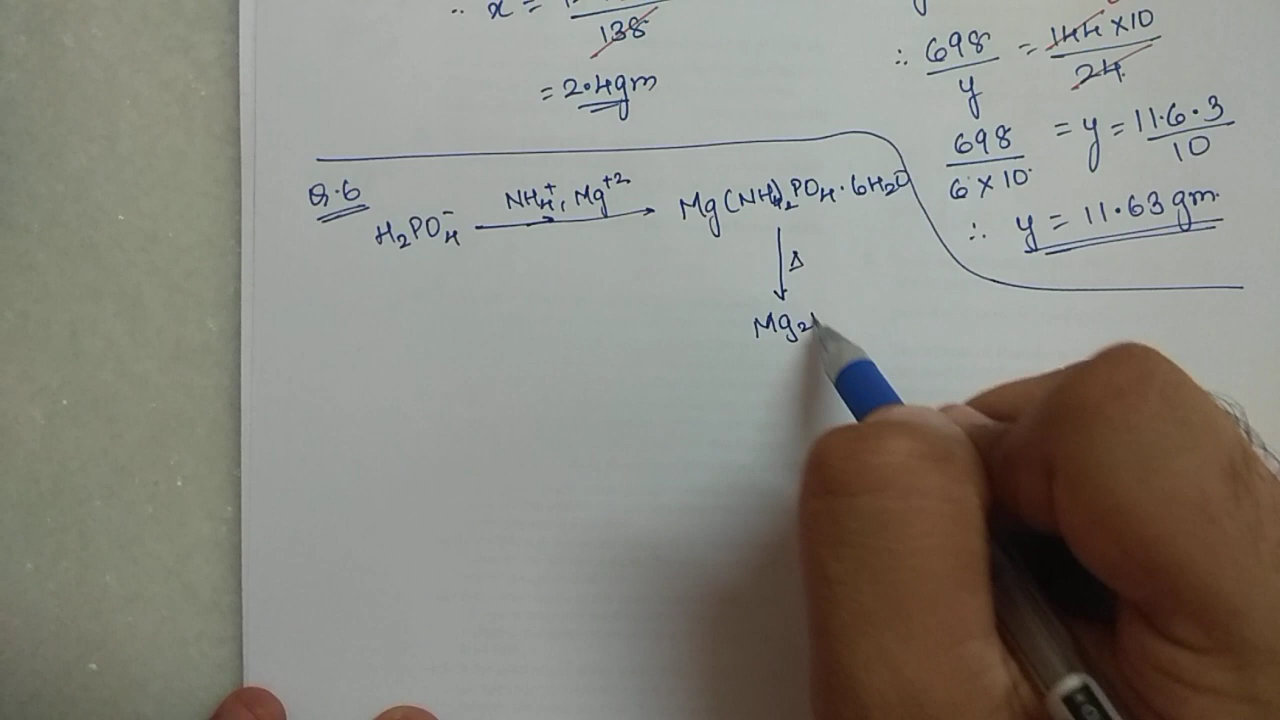 ∴ x =
138
= 2.4gm
∴ 698/y = 144 × 10/24
698/6 × 10 = y = 11.6.3/10
∴ y = 11.63 gm.
Q.6
H₂PO₄⁻ → NH₄⁺, Mg⁺² → Mg(NH₄)₂PO₄·6H₂O
↓ Δ
Mg₂